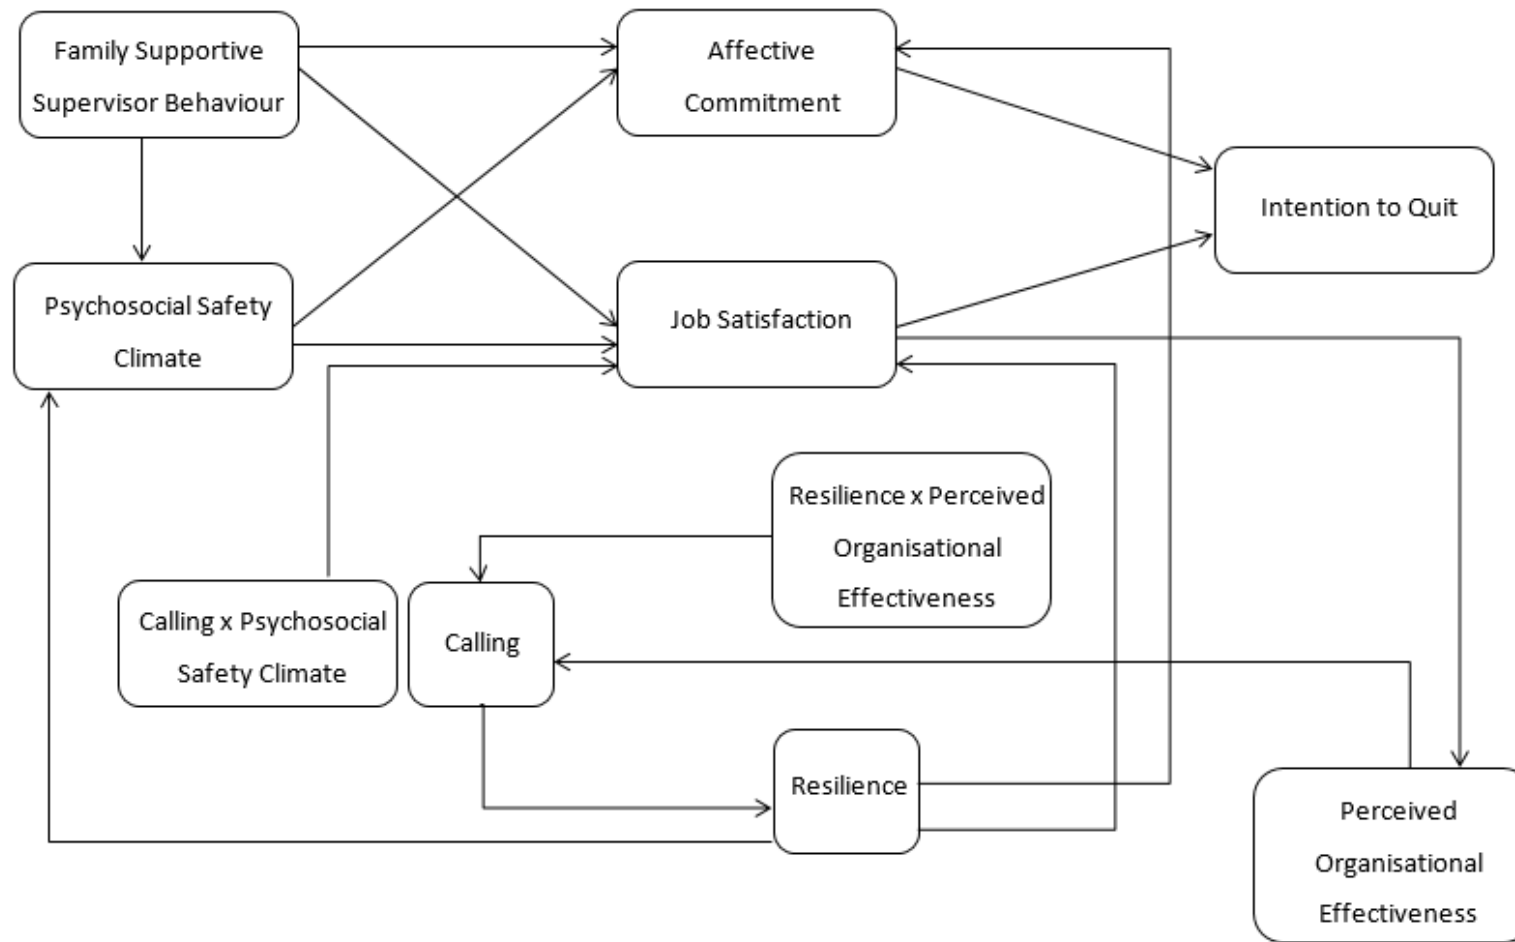 Family Supportive
Supervisor Behaviour
Affective
Commitment
Intention to Quit
Psychosocial Safety
Climate
Job Satisfaction
Resilience x Perceived
Organisational
Effectiveness
Calling x Psychosocial
Safety Climate
Calling
Resilience
Perceived
Organisational
Effectiveness